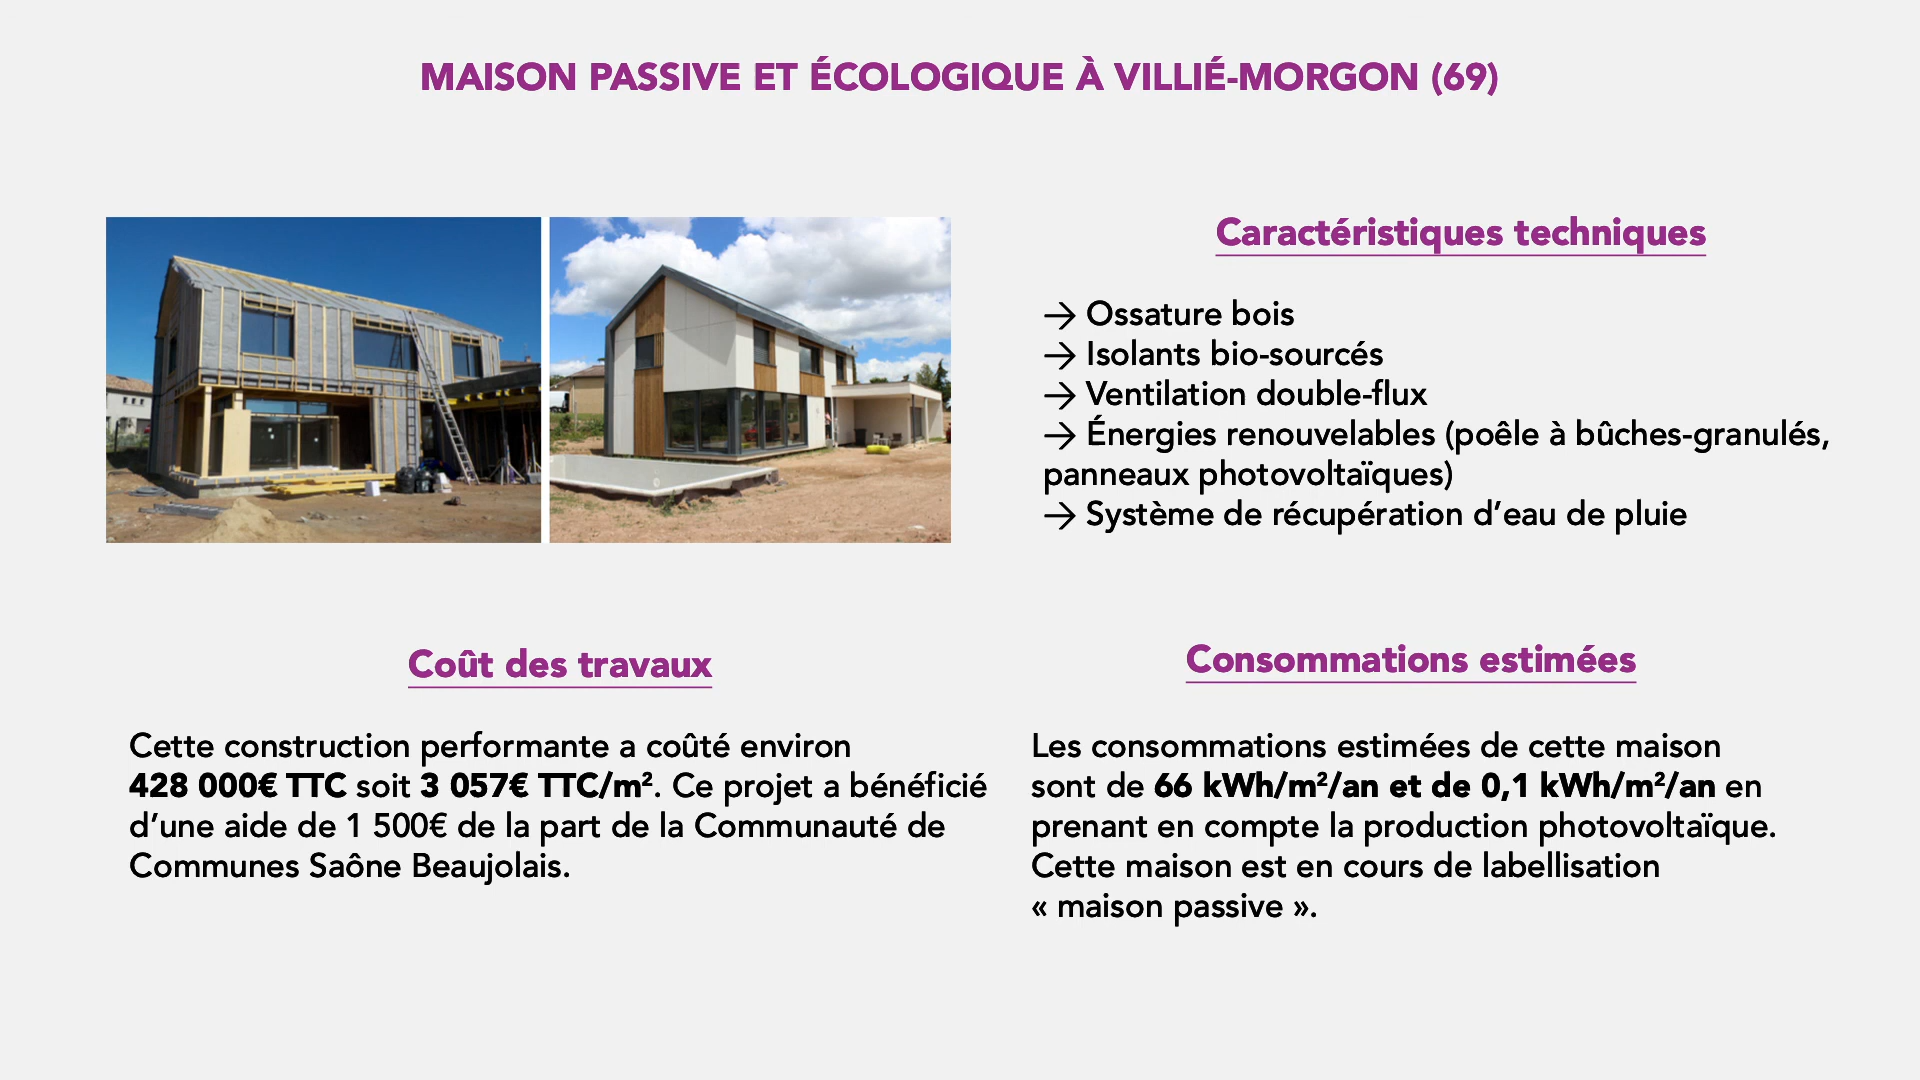 MAISON PASSIVE ET ÉCOLOGIQUE À VILLIÉ-MORGON (69)
Caractéristiques techniques
→ Ossature bois
→ Isolants bio-sourcés
→ Ventilation double-flux
→ Énergies renouvelables (poêle à bûches-granulés,
panneaux photovoltaïques)
→ Système de récupération d’eau de pluie
Coût des travaux
Cette construction performante a coûté environ
428 000€ TTC soit 3 057€ TTC/m². Ce projet a bénéficié
d’une aide de 1 500€ de la part de la Communauté de
Communes Saône Beaujolais.
Consommations estimées
Les consommations estimées de cette maison
sont de 66 kWh/m²/an et de 0,1 kWh/m²/an en
prenant en compte la production photovoltaïque.
Cette maison est en cours de labellisation
« maison passive ».